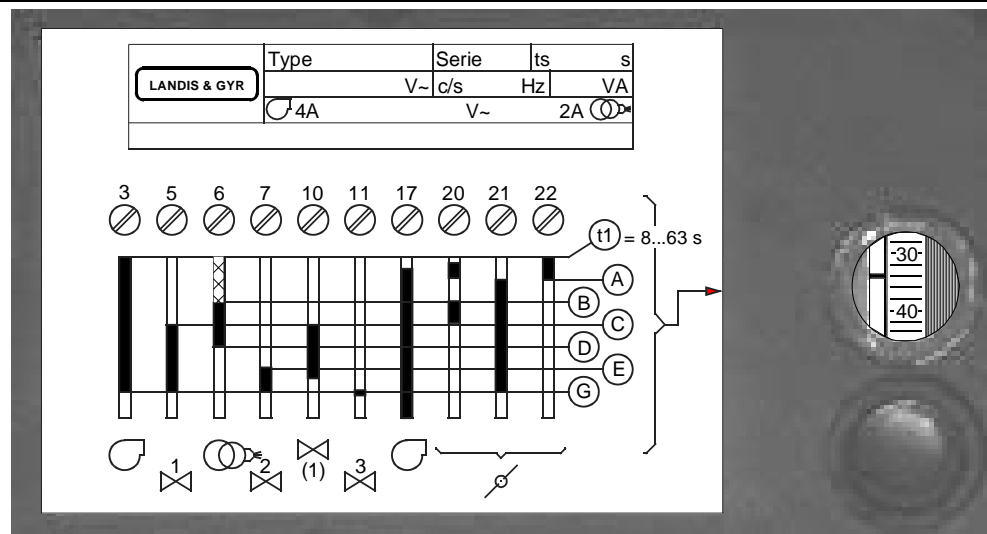 Type Serie ts s
LANDIS & GYR V~ c/s Hz VA
4A V~ 2A
3 5 6 7 10 11 17 20 21 22
t1 = 8...63 s
A
B
C
D
E
G
1 2 (1) 3
-30-
-40-